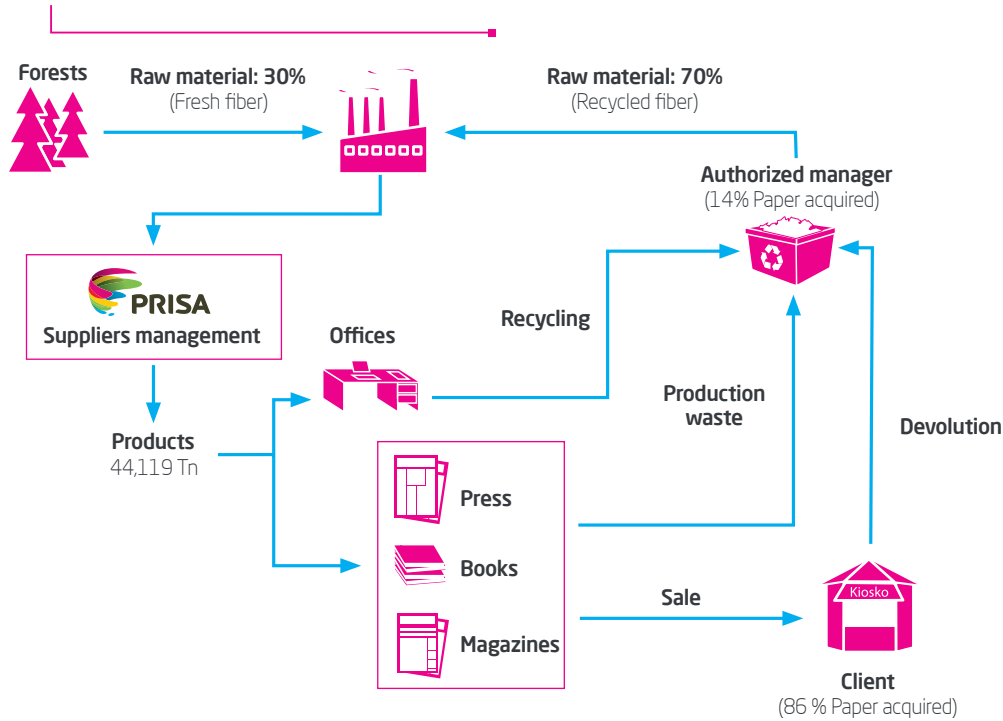 Forests
Raw material: 30%
(Fresh fiber)
Raw material: 70%
(Recycled fiber)
Authorized manager
(14% Paper acquired)
PRISA
Suppliers management
Offices
Recycling
Production
waste
Devolution
Products
44,119 Tn
Press
Books
Magazines
Sale
Kiosko
Client
(86 % Paper acquired)